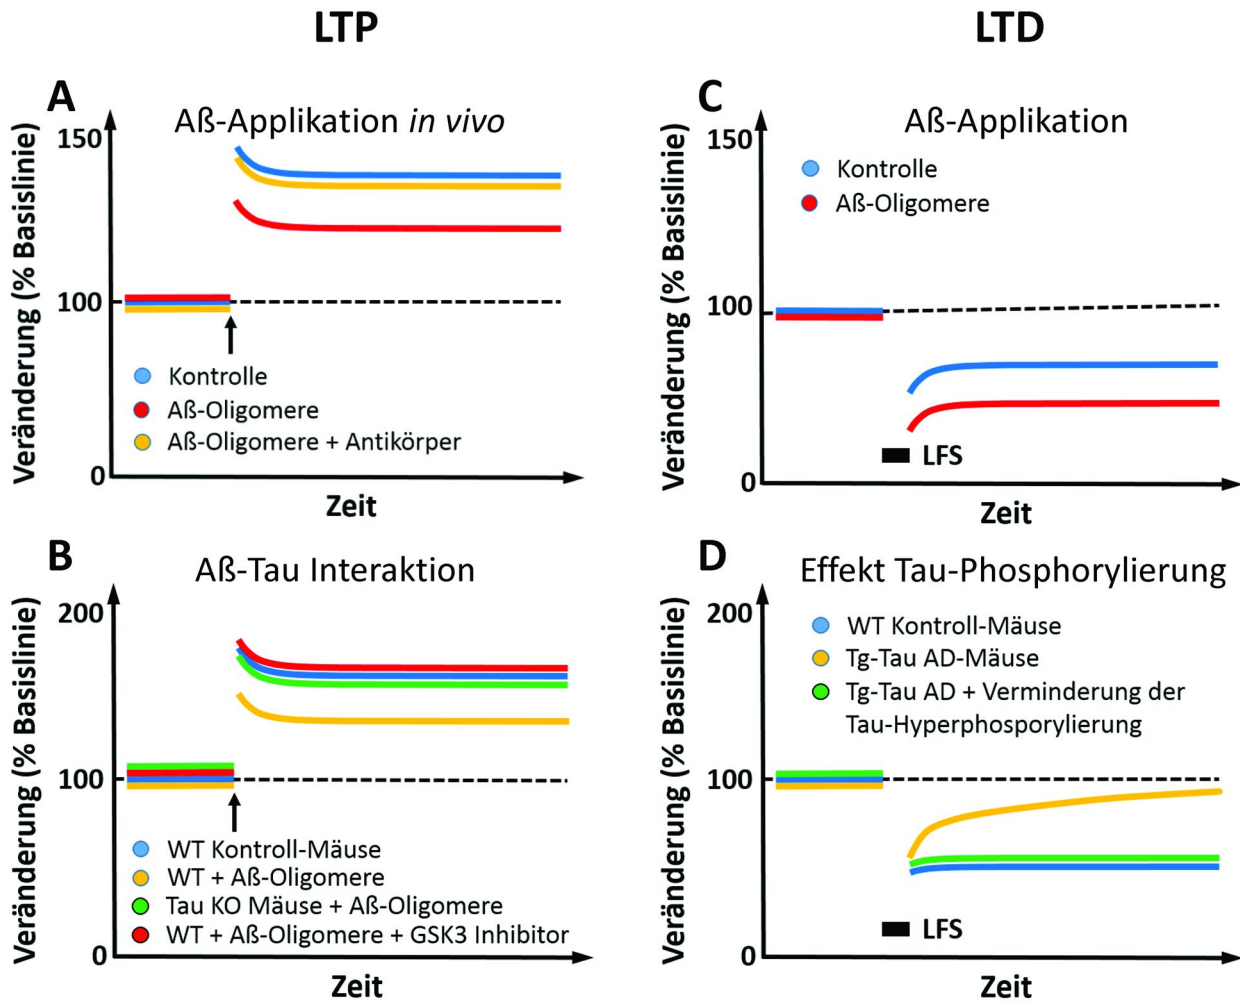 LTP
LTD
A
Aß-Applikation in vivo
Veränderung (% Basislinie)
150
100
0
Kontrolle
Aß-Oligomere
Aß-Oligomere + Antikörper
Zeit
C
Aß-Applikation
Veränderung (% Basislinie)
150
100
0
Kontrolle
Aß-Oligomere
LFS
Zeit
B
Aß-Tau Interaktion
Veränderung (% Basislinie)
200
100
0
WT Kontroll-Mäuse
WT + Aß-Oligomere
Tau KO Mäuse + Aß-Oligomere
WT + Aß-Oligomere + GSK3 Inhibitor
Zeit
D
Effekt Tau-Phosphorylierung
Veränderung (% Basislinie)
200
100
0
WT Kontroll-Mäuse
Tg-Tau AD-Mäuse
Tg-Tau AD + Verminderung der
Tau-Hyperphosporylierung
LFS
Zeit